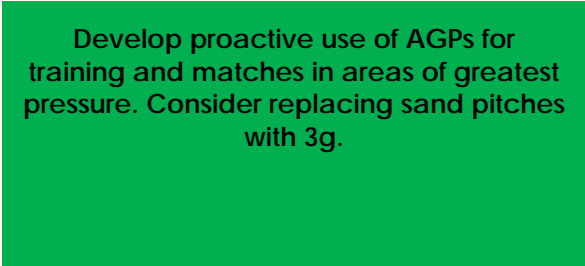 Develop proactive use of AGPs for
training and matches in areas of greatest
pressure. Consider replacing sand pitches
with 3g.